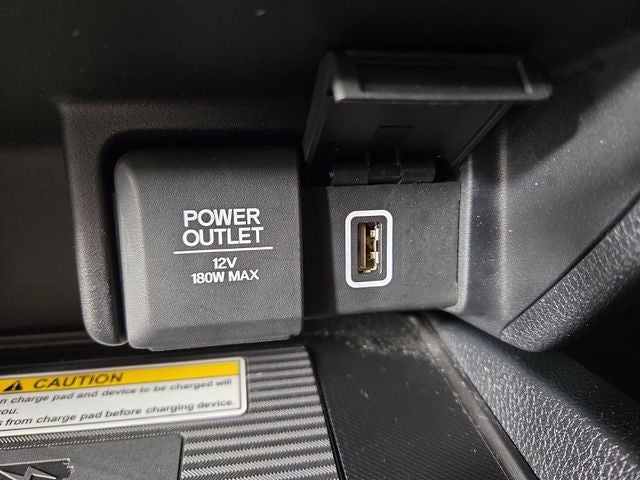 POWER
OUTLET
12V
180W MAX
CAUTION
charge pad and device to be charged will
you.
from charge pad before charging device.